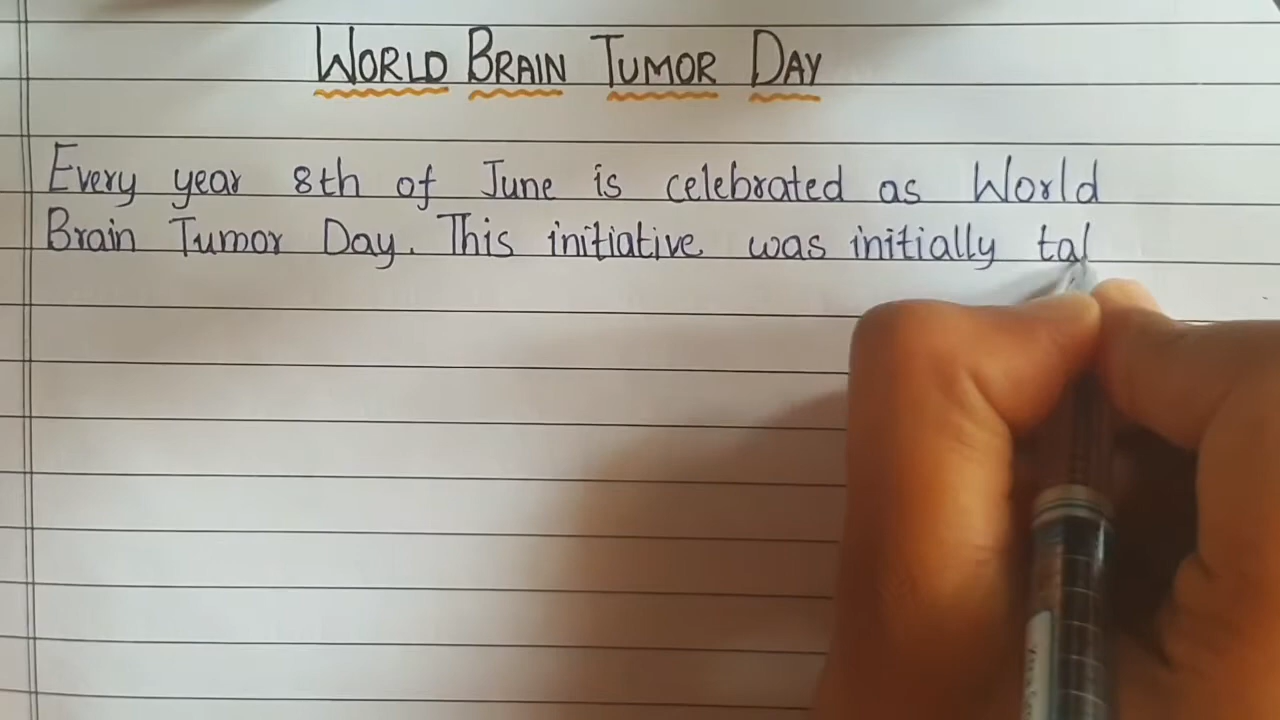 WORLD BRAIN TUMOR DAY
Every year 8th of June is celebrated as World
Brain Tumor Day. This initiative was initially